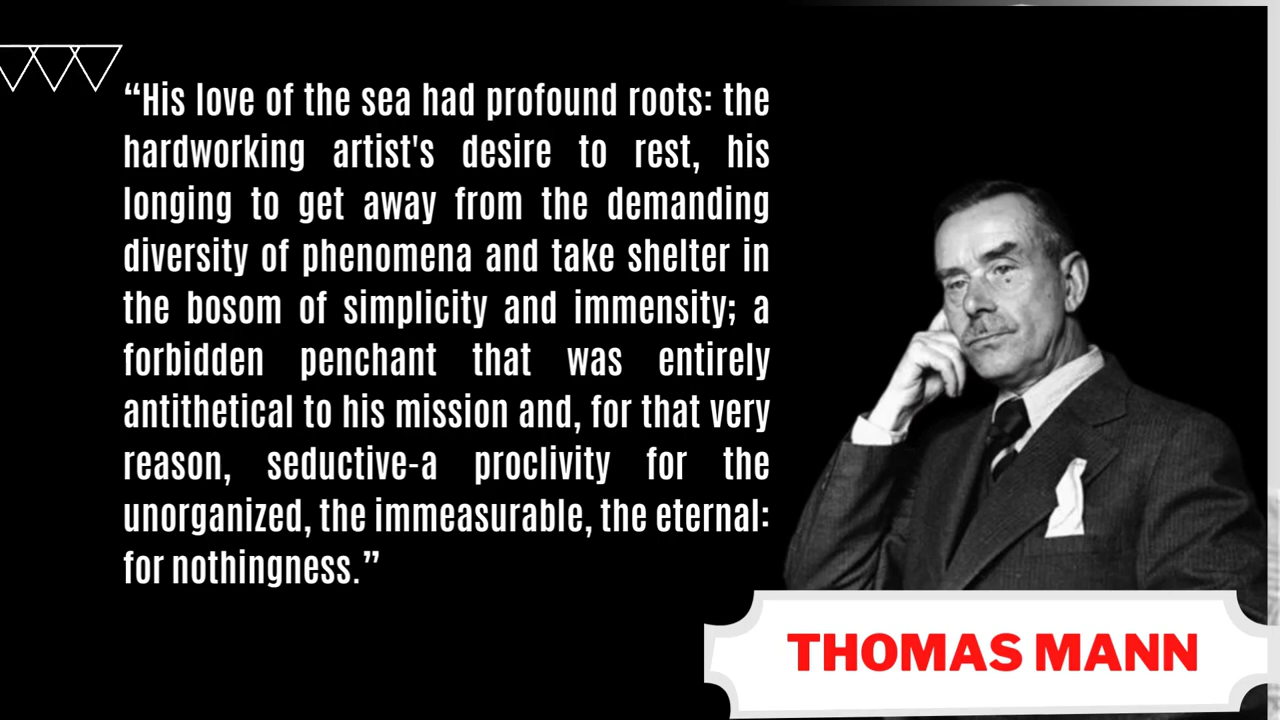 “His love of the sea had profound roots: the
hardworking artist's desire to rest, his
longing to get away from the demanding
diversity of phenomena and take shelter in
the bosom of simplicity and immensity; a
forbidden penchant that was entirely
antithetical to his mission and, for that very
reason, seductive-a proclivity for the
unorganized, the immeasurable, the eternal:
for nothingness.”
THOMAS MANN